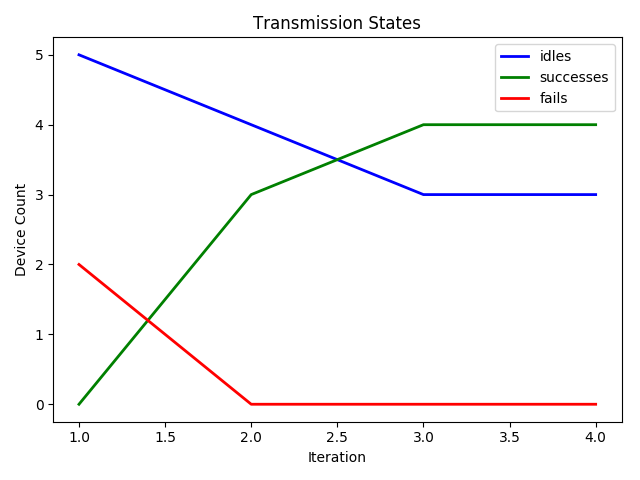 Transmission States
5
4
3
2
1
0
Device Count
idles
successes
fails
1.0 1.5 2.0 2.5 3.0 3.5 4.0
Iteration